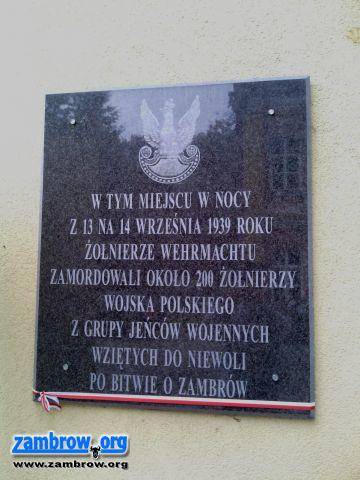 W TYM MIEJSCU W NOCY
Z 13 NA 14 WRZEŚNIA 1939 ROKU
ŻOŁNIERZE WEHRMACHTU
ZAMORDOWALI OKOŁO 200 ŻOŁNIERZY
WOJSKA POLSKIEGO
Z GRUPY JEŃCÓW WOJENNYCH
WZIĘTYCH DO NIEWOLI
PO BITWIE O ZAMBRÓW
zambrow.org
www.zambrow.org